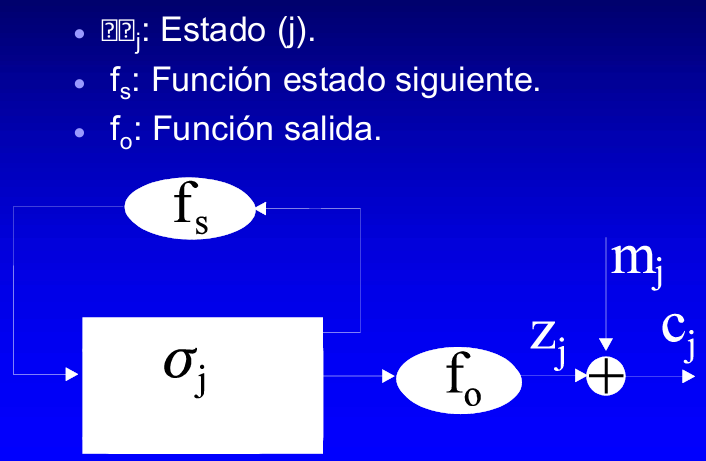 • ⍰⍰j: Estado (j).
• fs: Función estado siguiente.
• fo: Función salida.
fs
mj
zj
cj
σj
fo
+